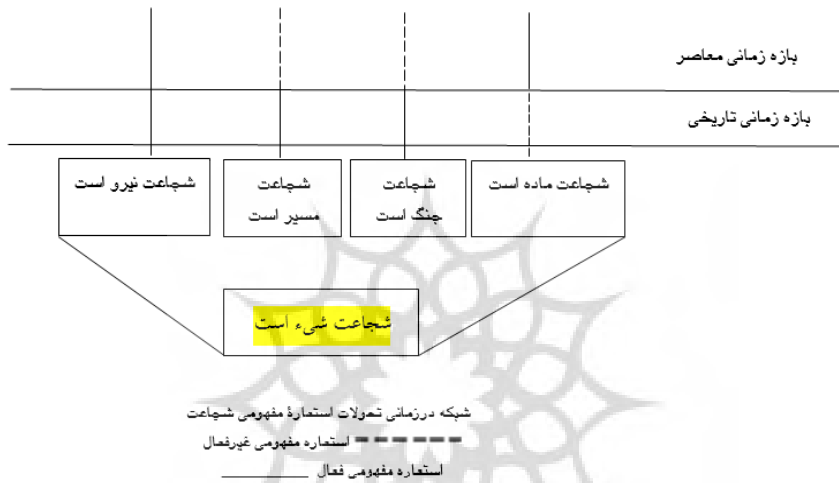 بازه زمانی معاصر
بازه زمانی تاریخی
شجاعت ماده است
شجاعت
جنگ است
شجاعت
مسیر است
شجاعت نیرو است
شجاعت شیء است
شبکه درزمانی تحولات استعارۀ مفهومی شجاعت
استعاره مفهومی غیرفعال
استعاره مفهومی فعال